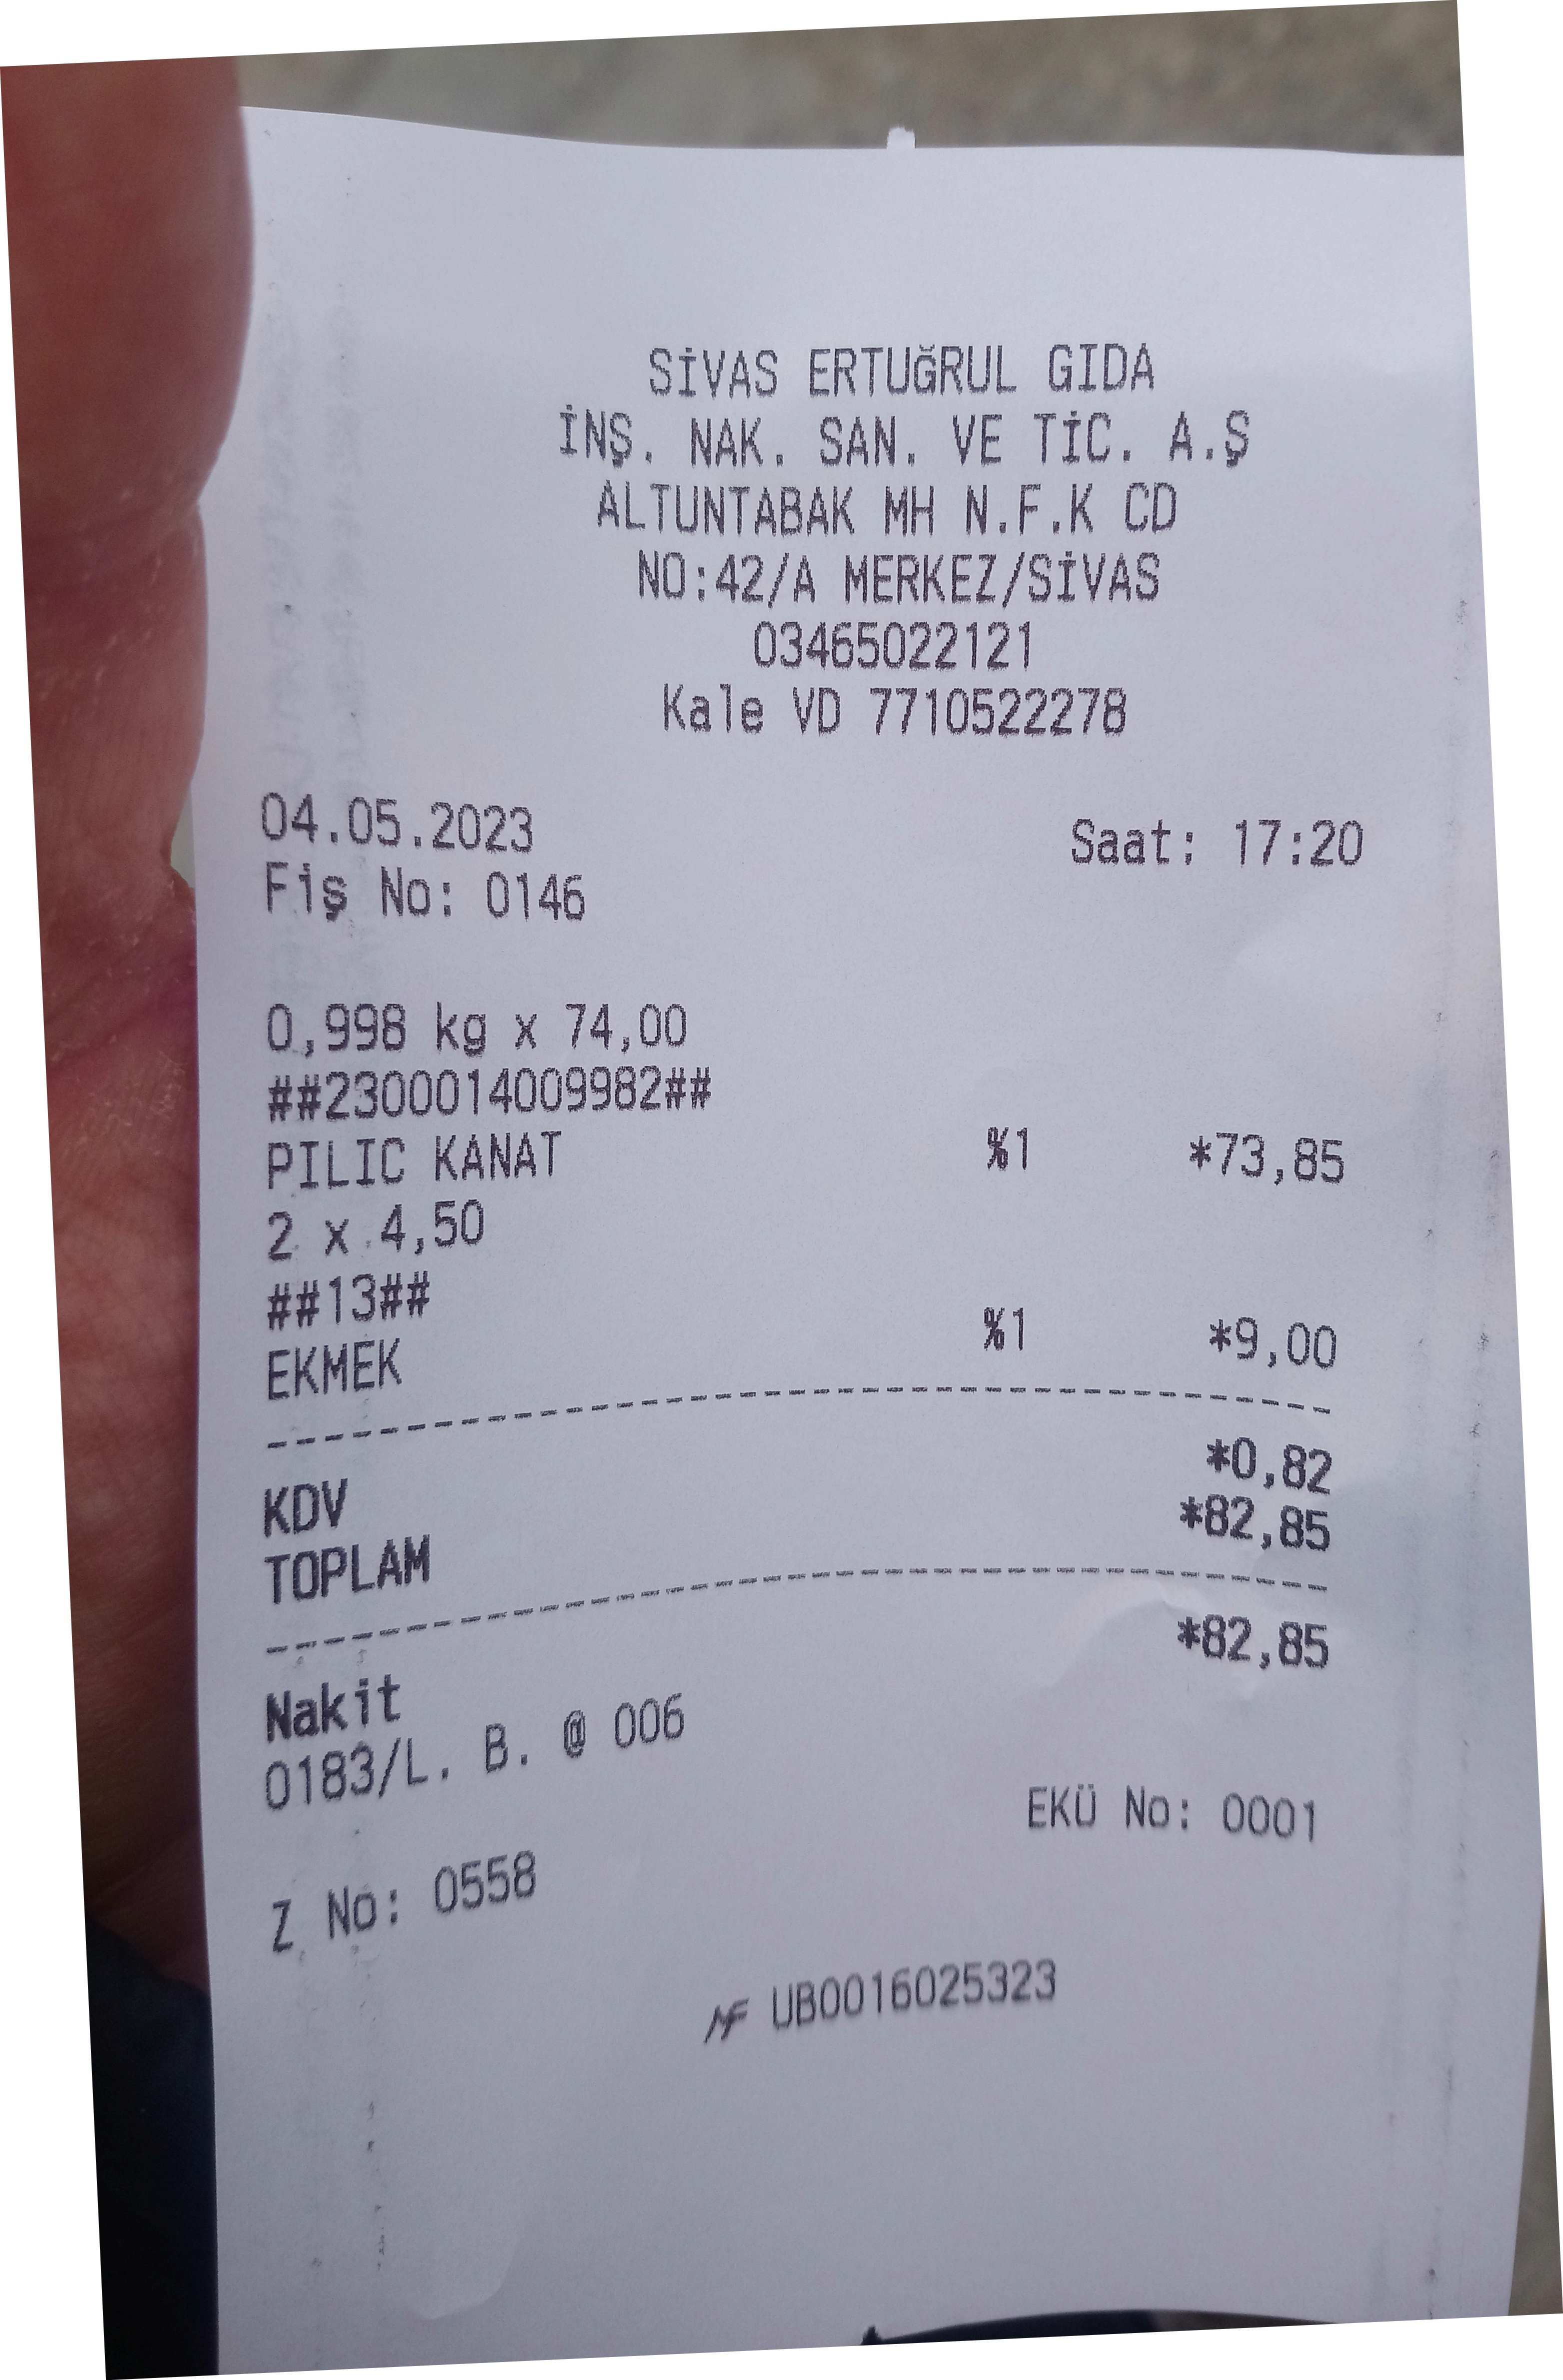 SİVAS ERTUĞRUL GIDA
İNŞ. NAK. SAN. VE TİC. A.Ş
ALTUNTABAK MH N.F.K CD
NO:42/A MERKEZ/SİVAS
03465022121
Kale VD 7710522278
04.05.2023 Saat: 17:20
Fiş No: 0146
0,998 kg x 74,00
##2300014009982##
PILIC KANAT %1 *73,85
2 x 4,50
##13##
EKMEK %1 *9,00
KDV *0,82
TOPLAM *82,85
Nakit *82,85
0183/L. B. @ 006
Z No: 0558 EKÜ No: 0001
MF UB0016025323